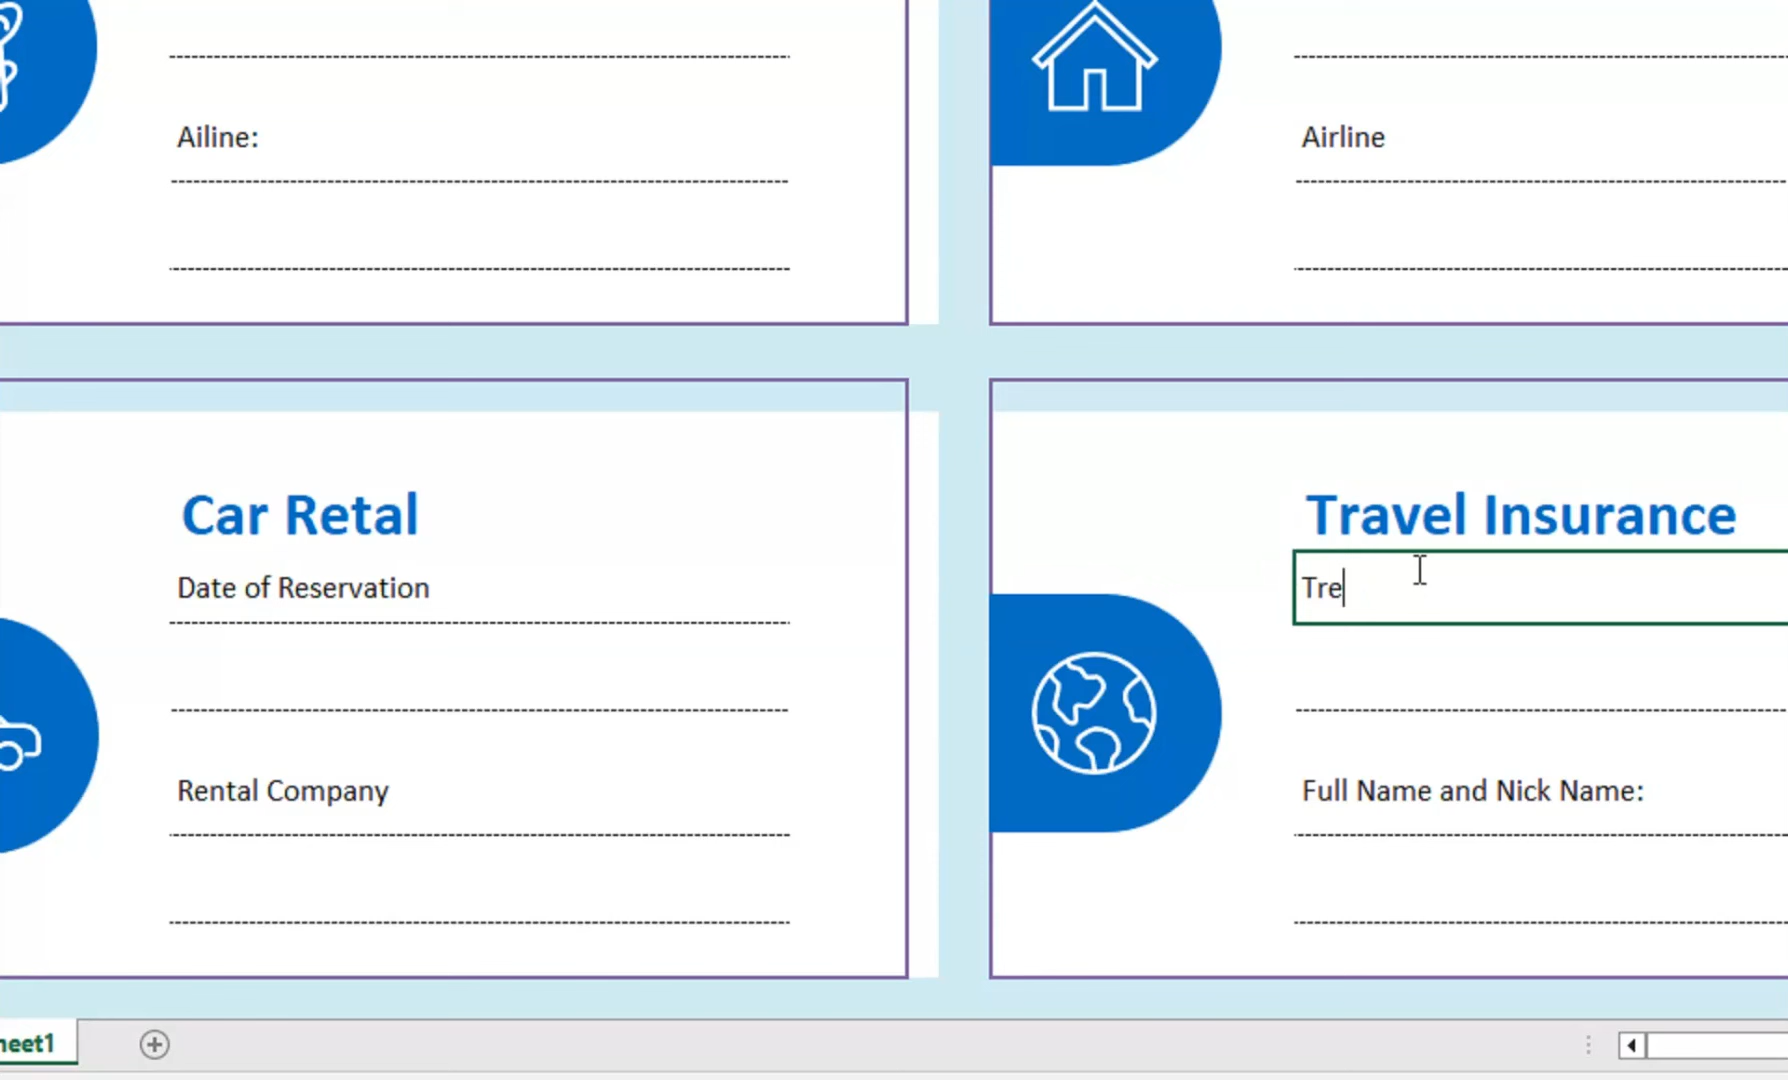 Ailine:
Airline
Car Retal
Date of Reservation
Rental Company
Travel Insurance
Tre
Full Name and Nick Name:
heet1